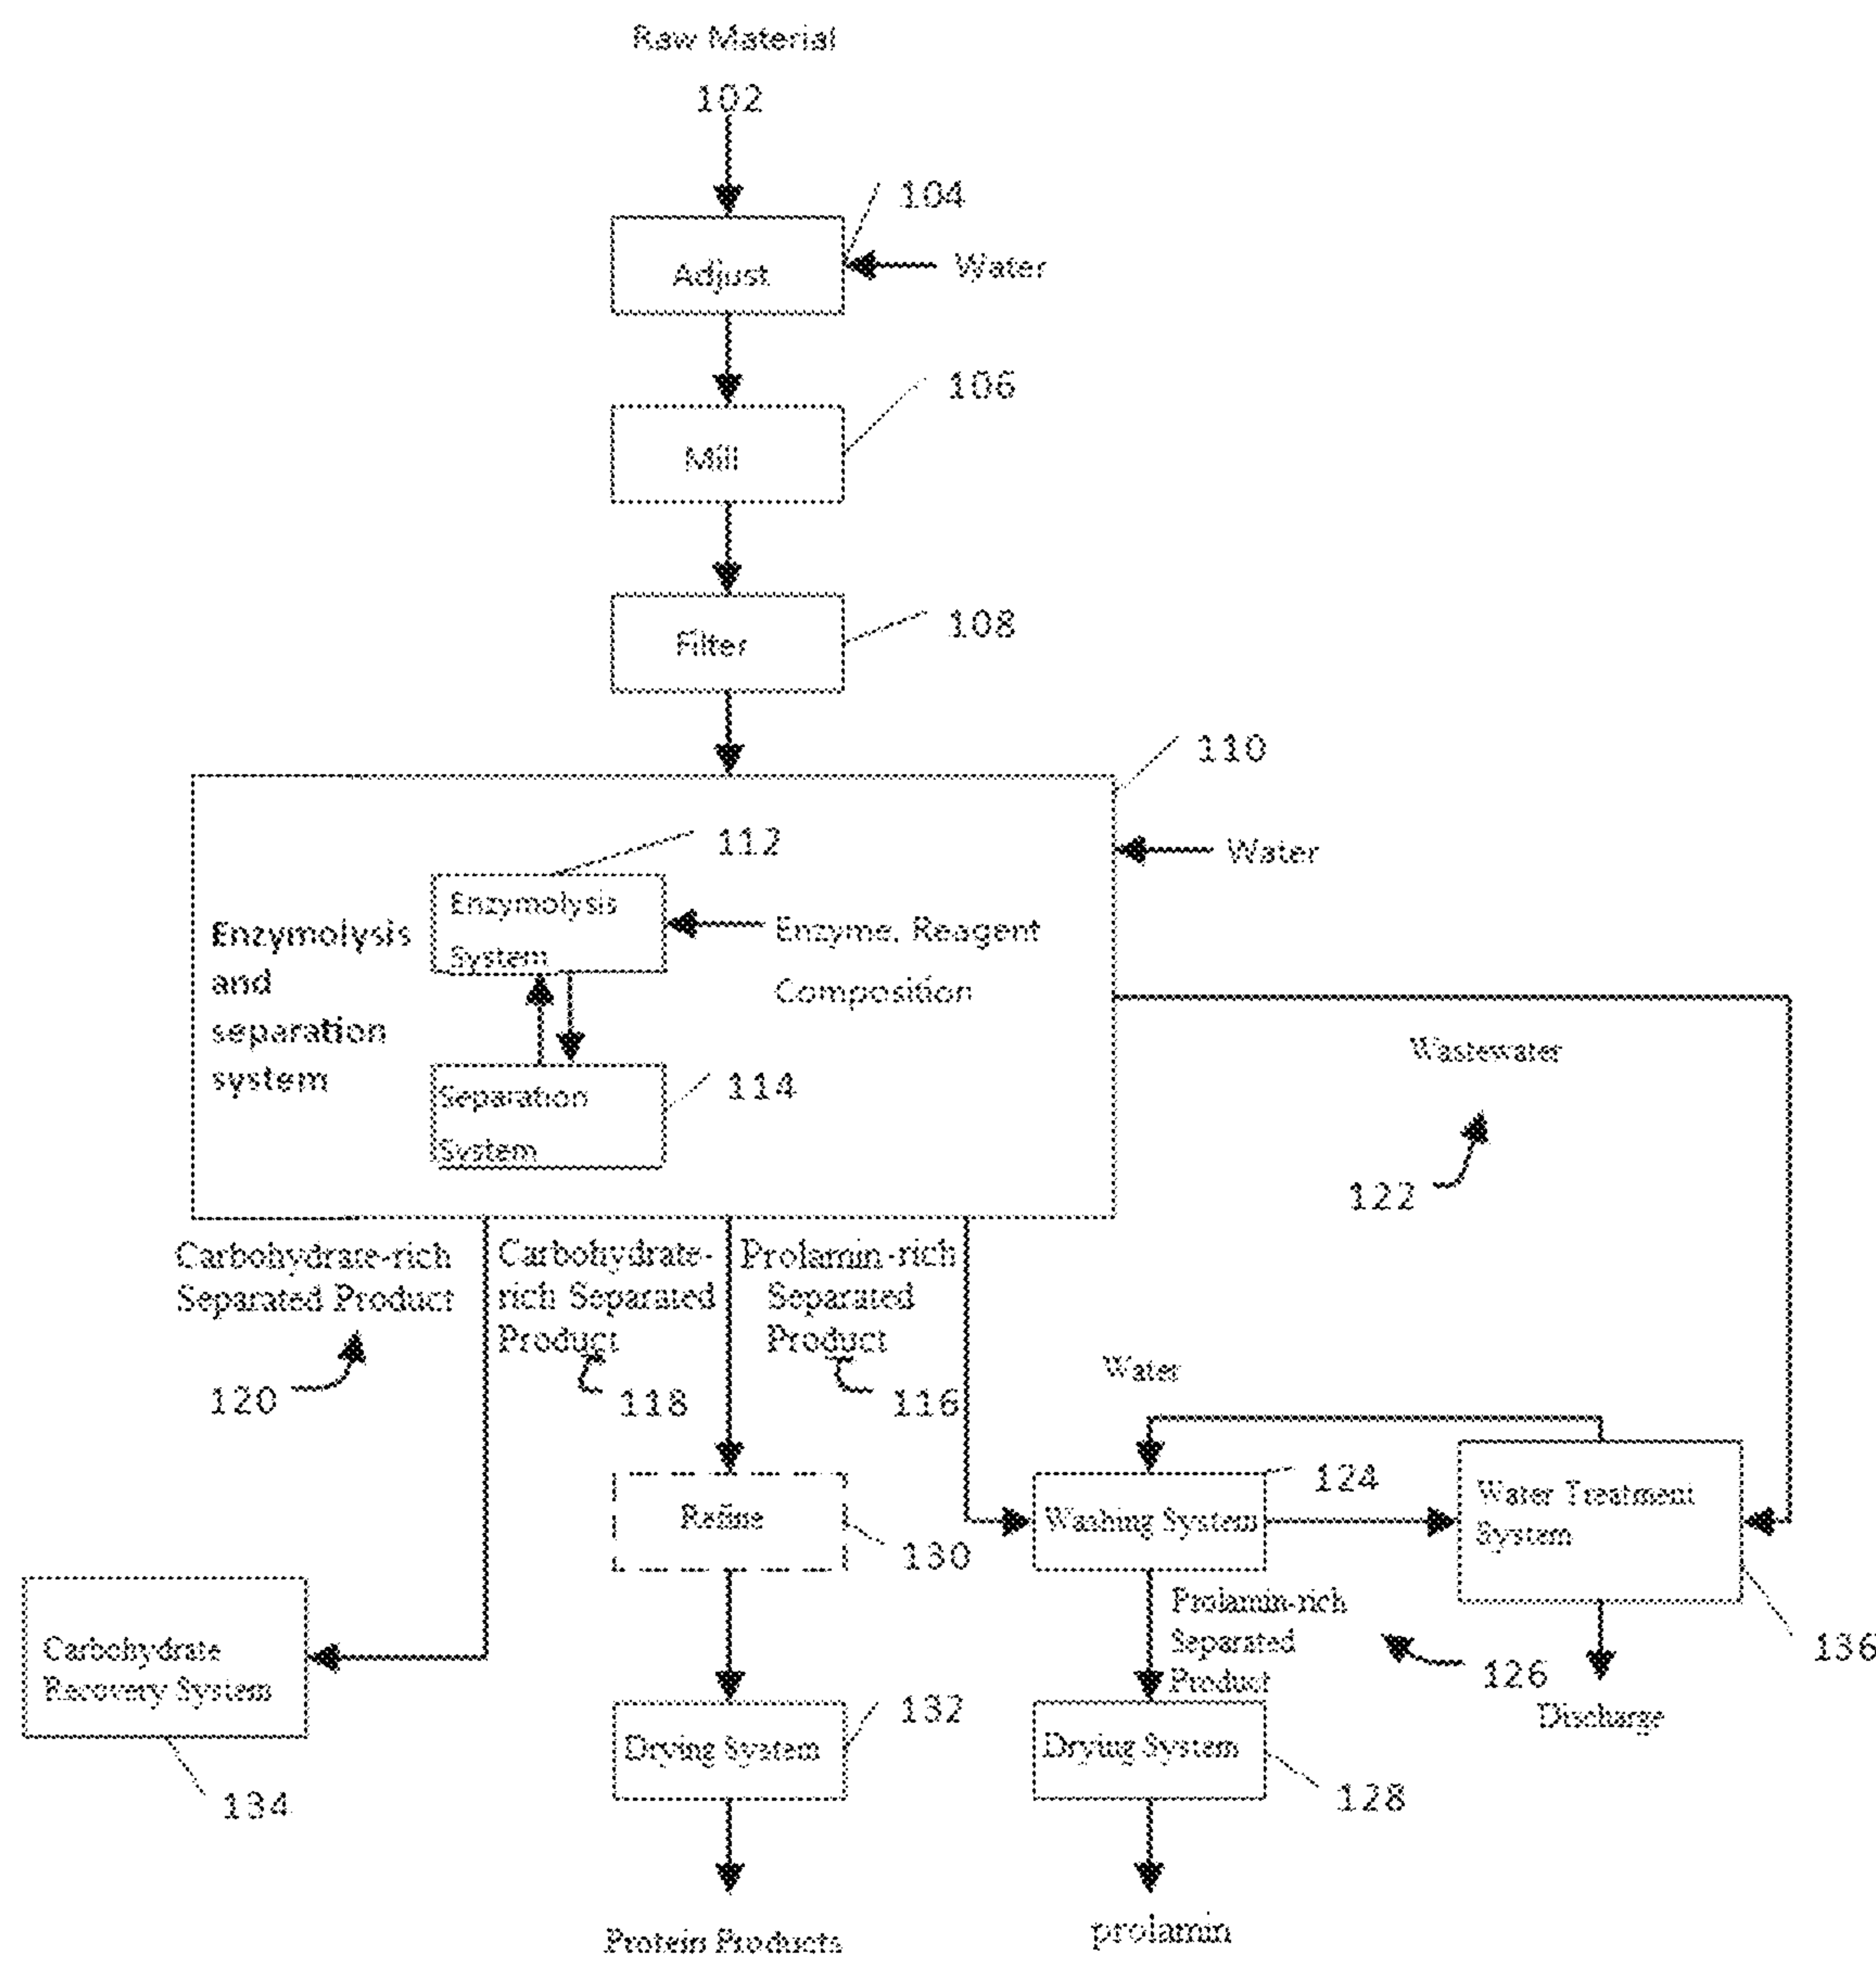 Raw Material
102
104
Adjust
Water
106
Mill
108
Filter
110
112
Water
Enzymolysis
System
Enzyme, Reagent
Composition
Enzymolysis
and
separation
system
Wastewater
114
Separation
System
122
Carbohydrate-rich
Separated Product
Carbohydrate-
rich Separated
Product
Prolamin-rich
Separated
Product
120
118
116
Water
124
Refine
Washing System
Water Treatment
System
130
Prolamin-rich
Separated
Product
126
136
Carbohydrate
Racovery System
132
Discharge
Drying System
Drying System
134
128
Protein Products
prolamin